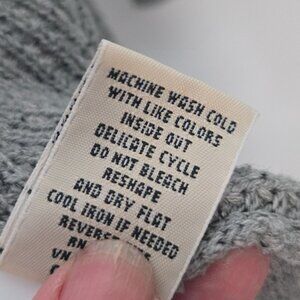 MACHINE WASH COLD
WITH LIKE COLORS
INSIDE OUT
DELICATE CYCLE
DO NOT BLEACH
RESHAPE
AND DRY FLAT
COOL IRON IF NEEDED
REVERSE
RN